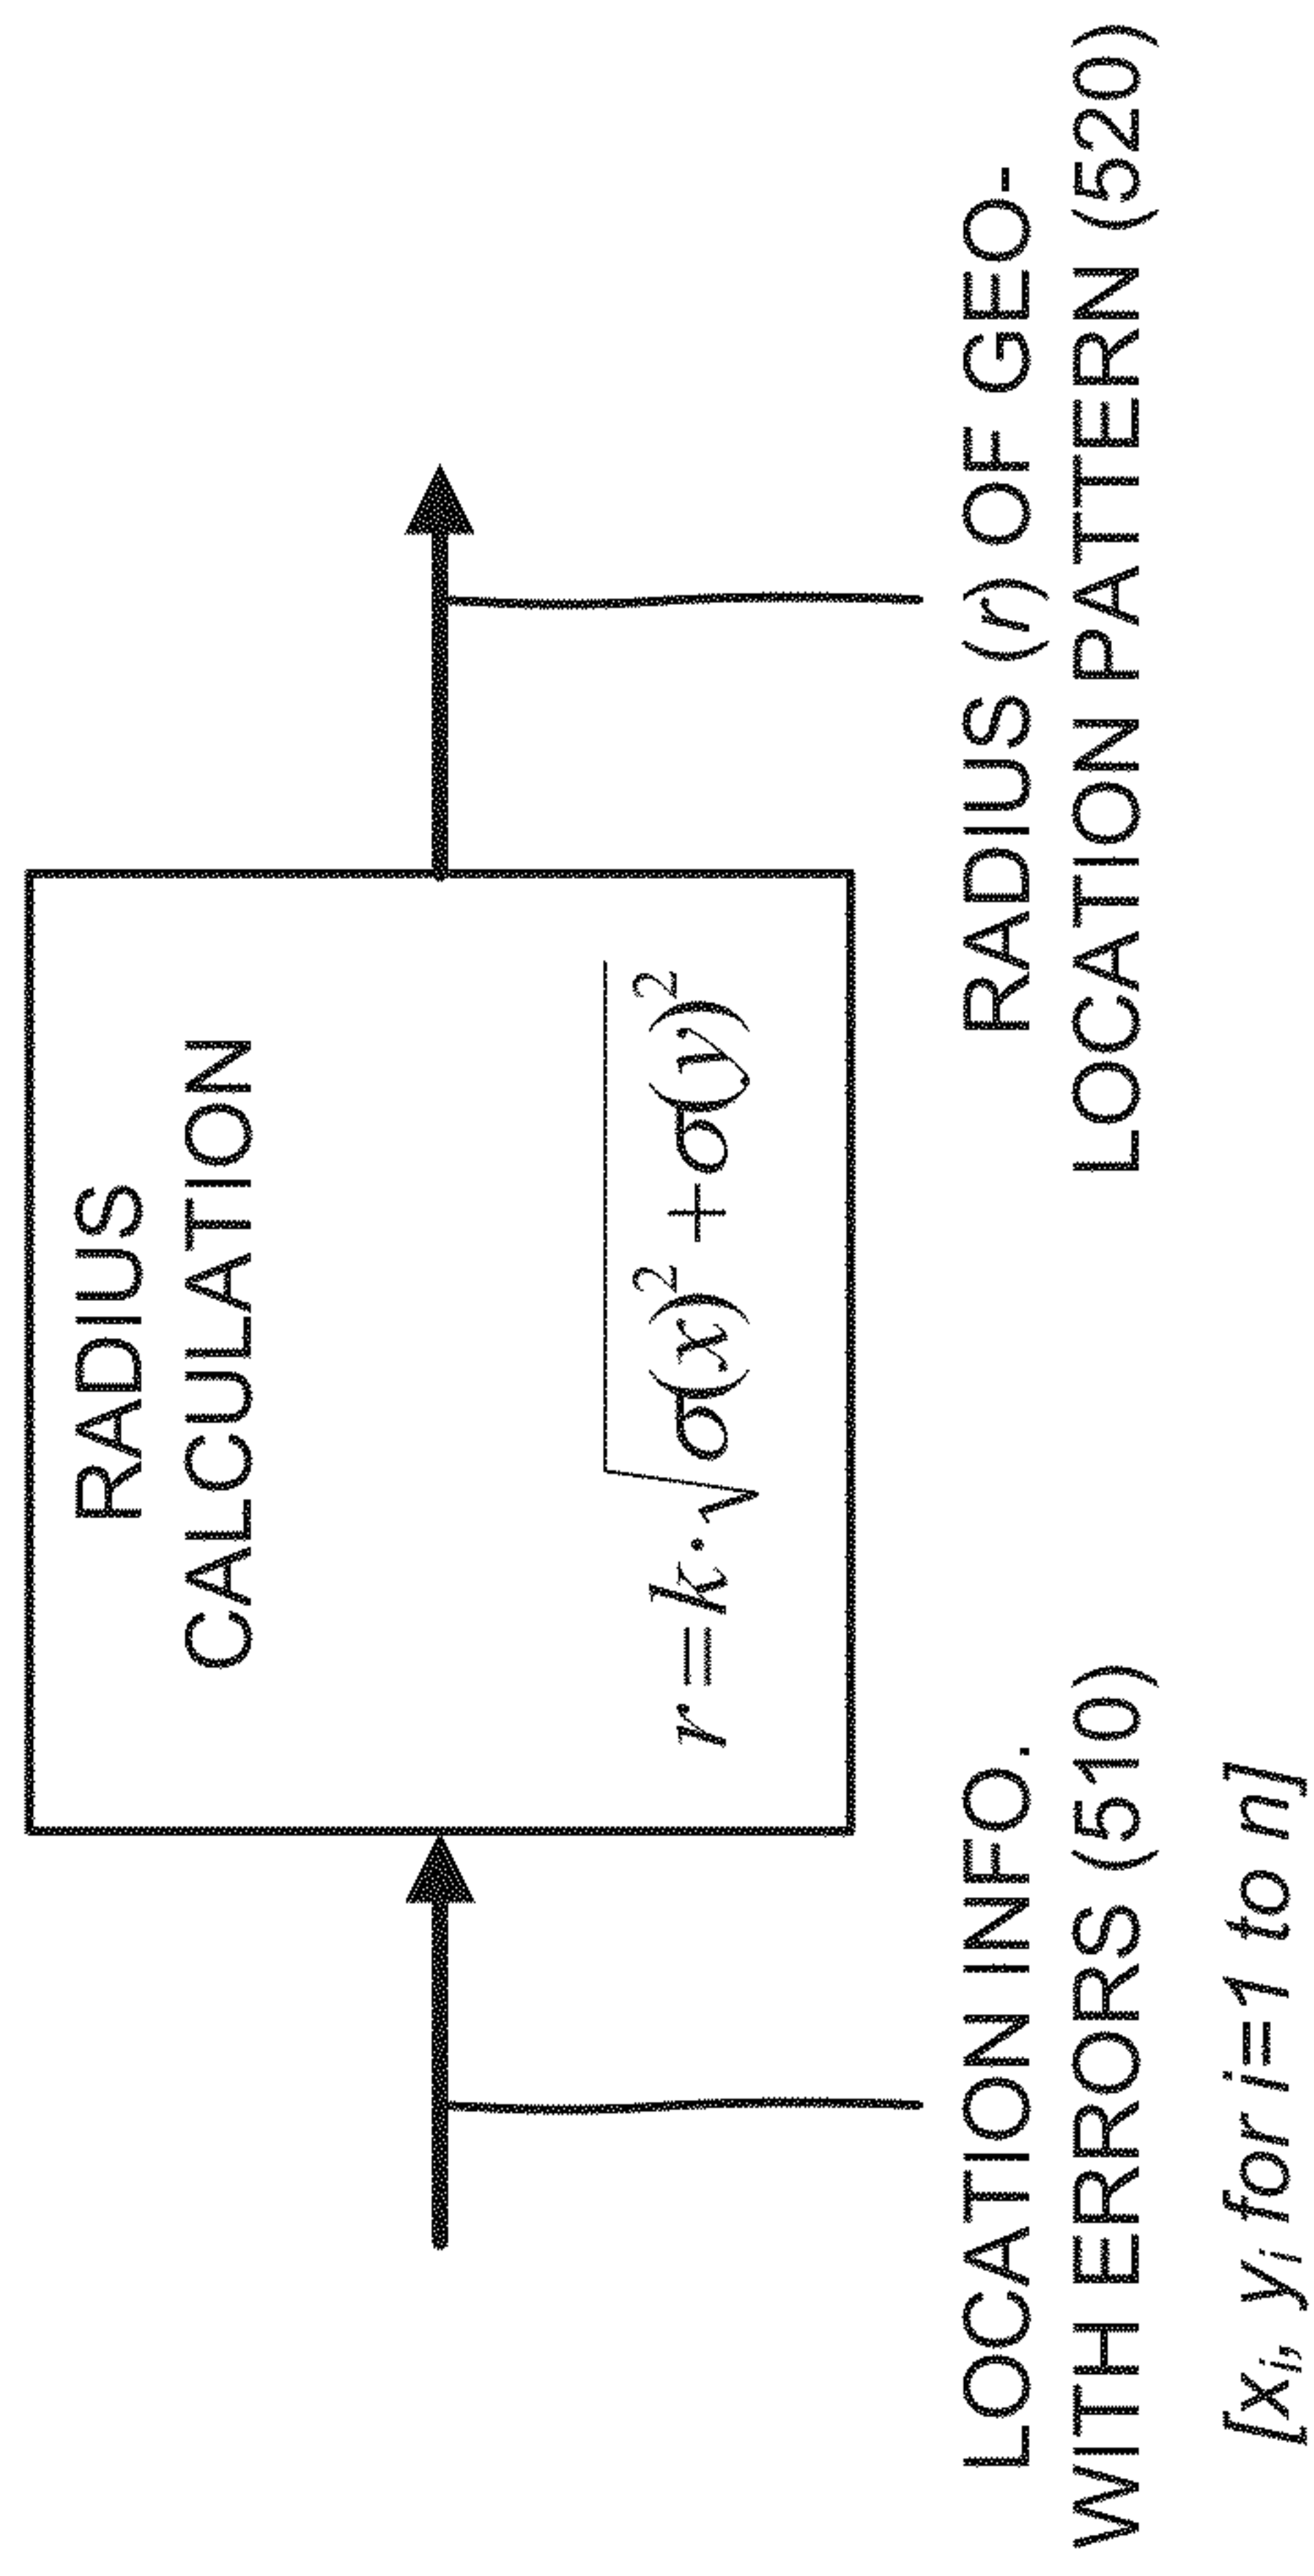 RADIUS
CALCULATION
r = k · √σ(x)² + σ(y)²
LOCATION INFO.
WITH ERRORS (510)
[xᵢ, yᵢ for i=1 to n]
RADIUS (r) OF GEO-
LOCATION PATTERN (520)